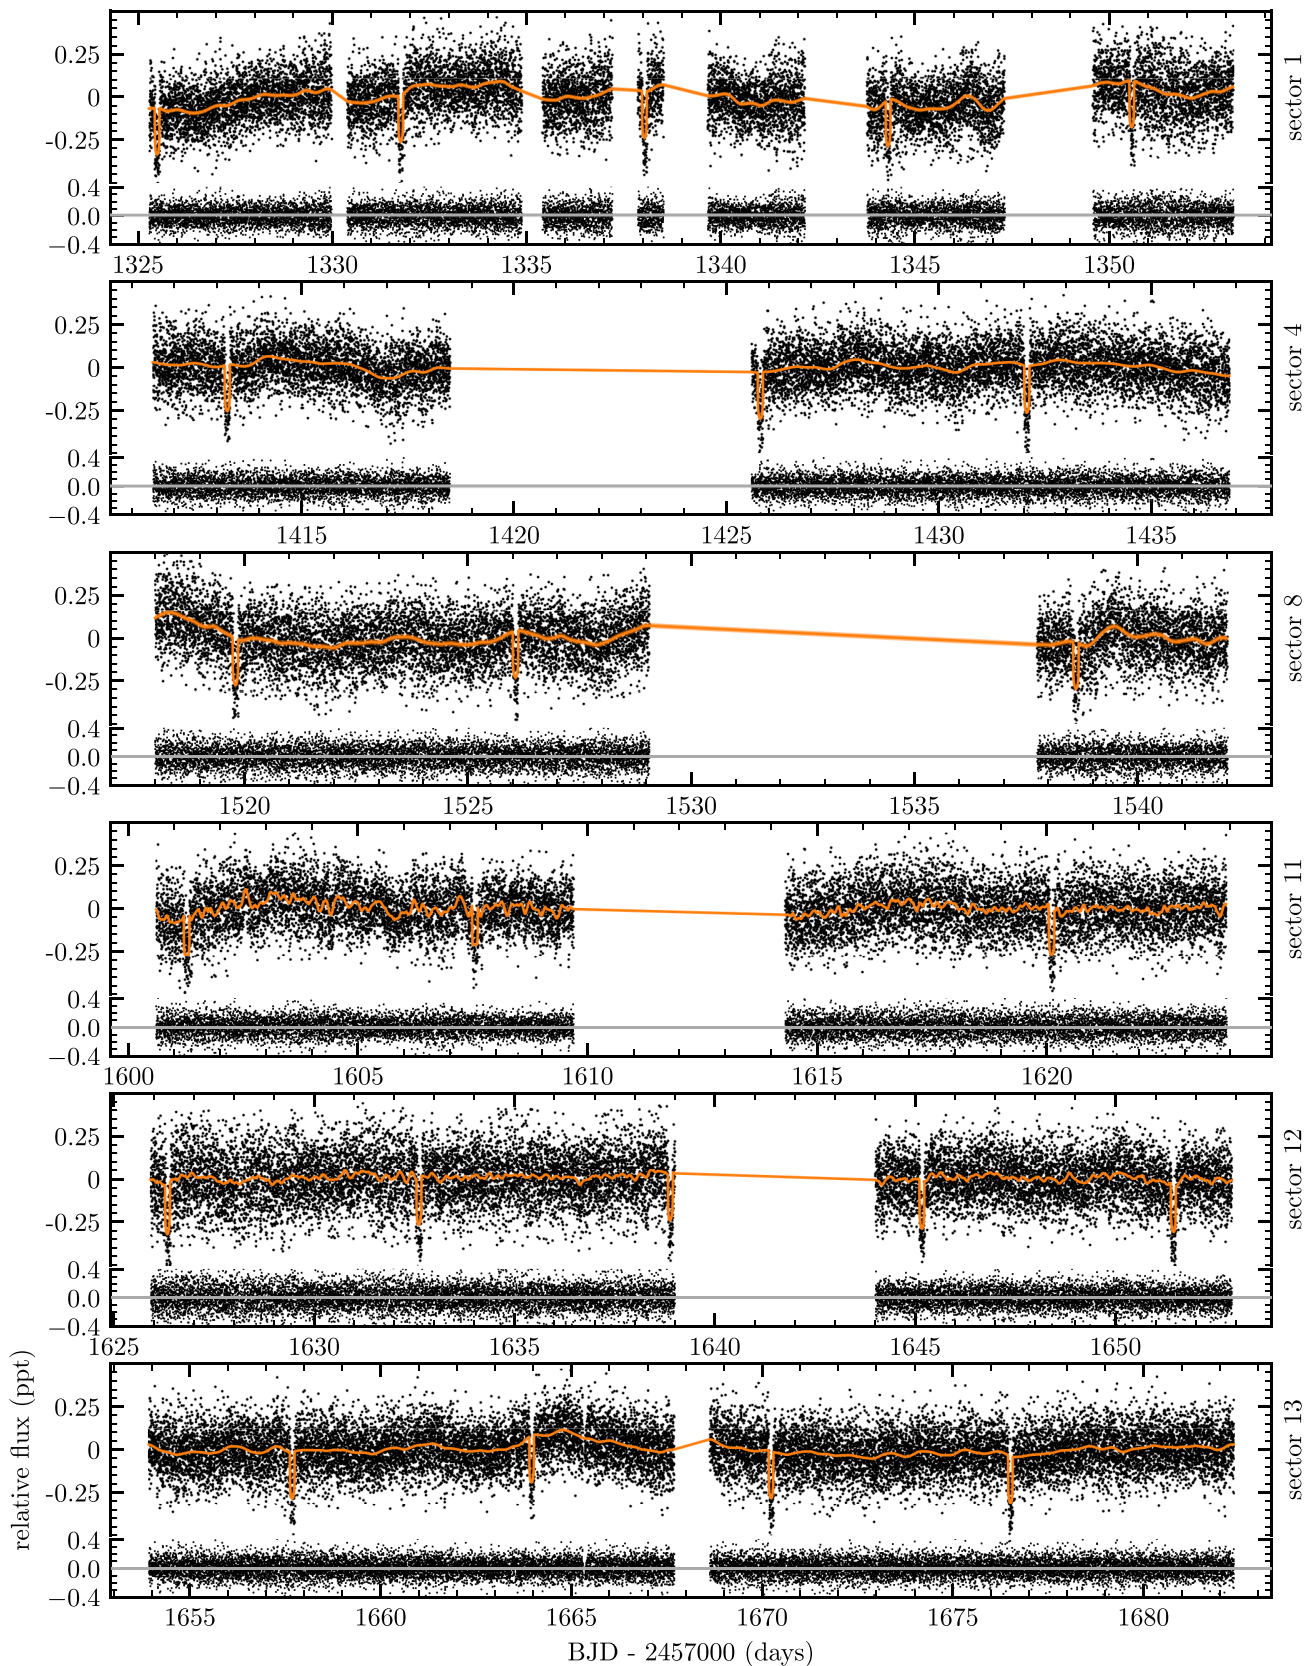 0.25
0
-0.25
0.4
0.0
−0.4
sector 1
1325 1330 1335 1340 1345 1350
0.25
0
-0.25
0.4
0.0
−0.4
sector 4
1415 1420 1425 1430 1435
0.25
0
-0.25
0.4
0.0
−0.4
sector 8
1520 1525 1530 1535 1540
0.25
0
-0.25
0.4
0.0
−0.4
sector 11
1600 1605 1610 1615 1620
0.25
0
-0.25
0.4
0.0
−0.4
sector 12
1625 1630 1635 1640 1645 1650
0.25
0
-0.25
0.4
0.0
−0.4
sector 13
1655 1660 1665 1670 1675 1680
relative flux (ppt)
BJD - 2457000 (days)